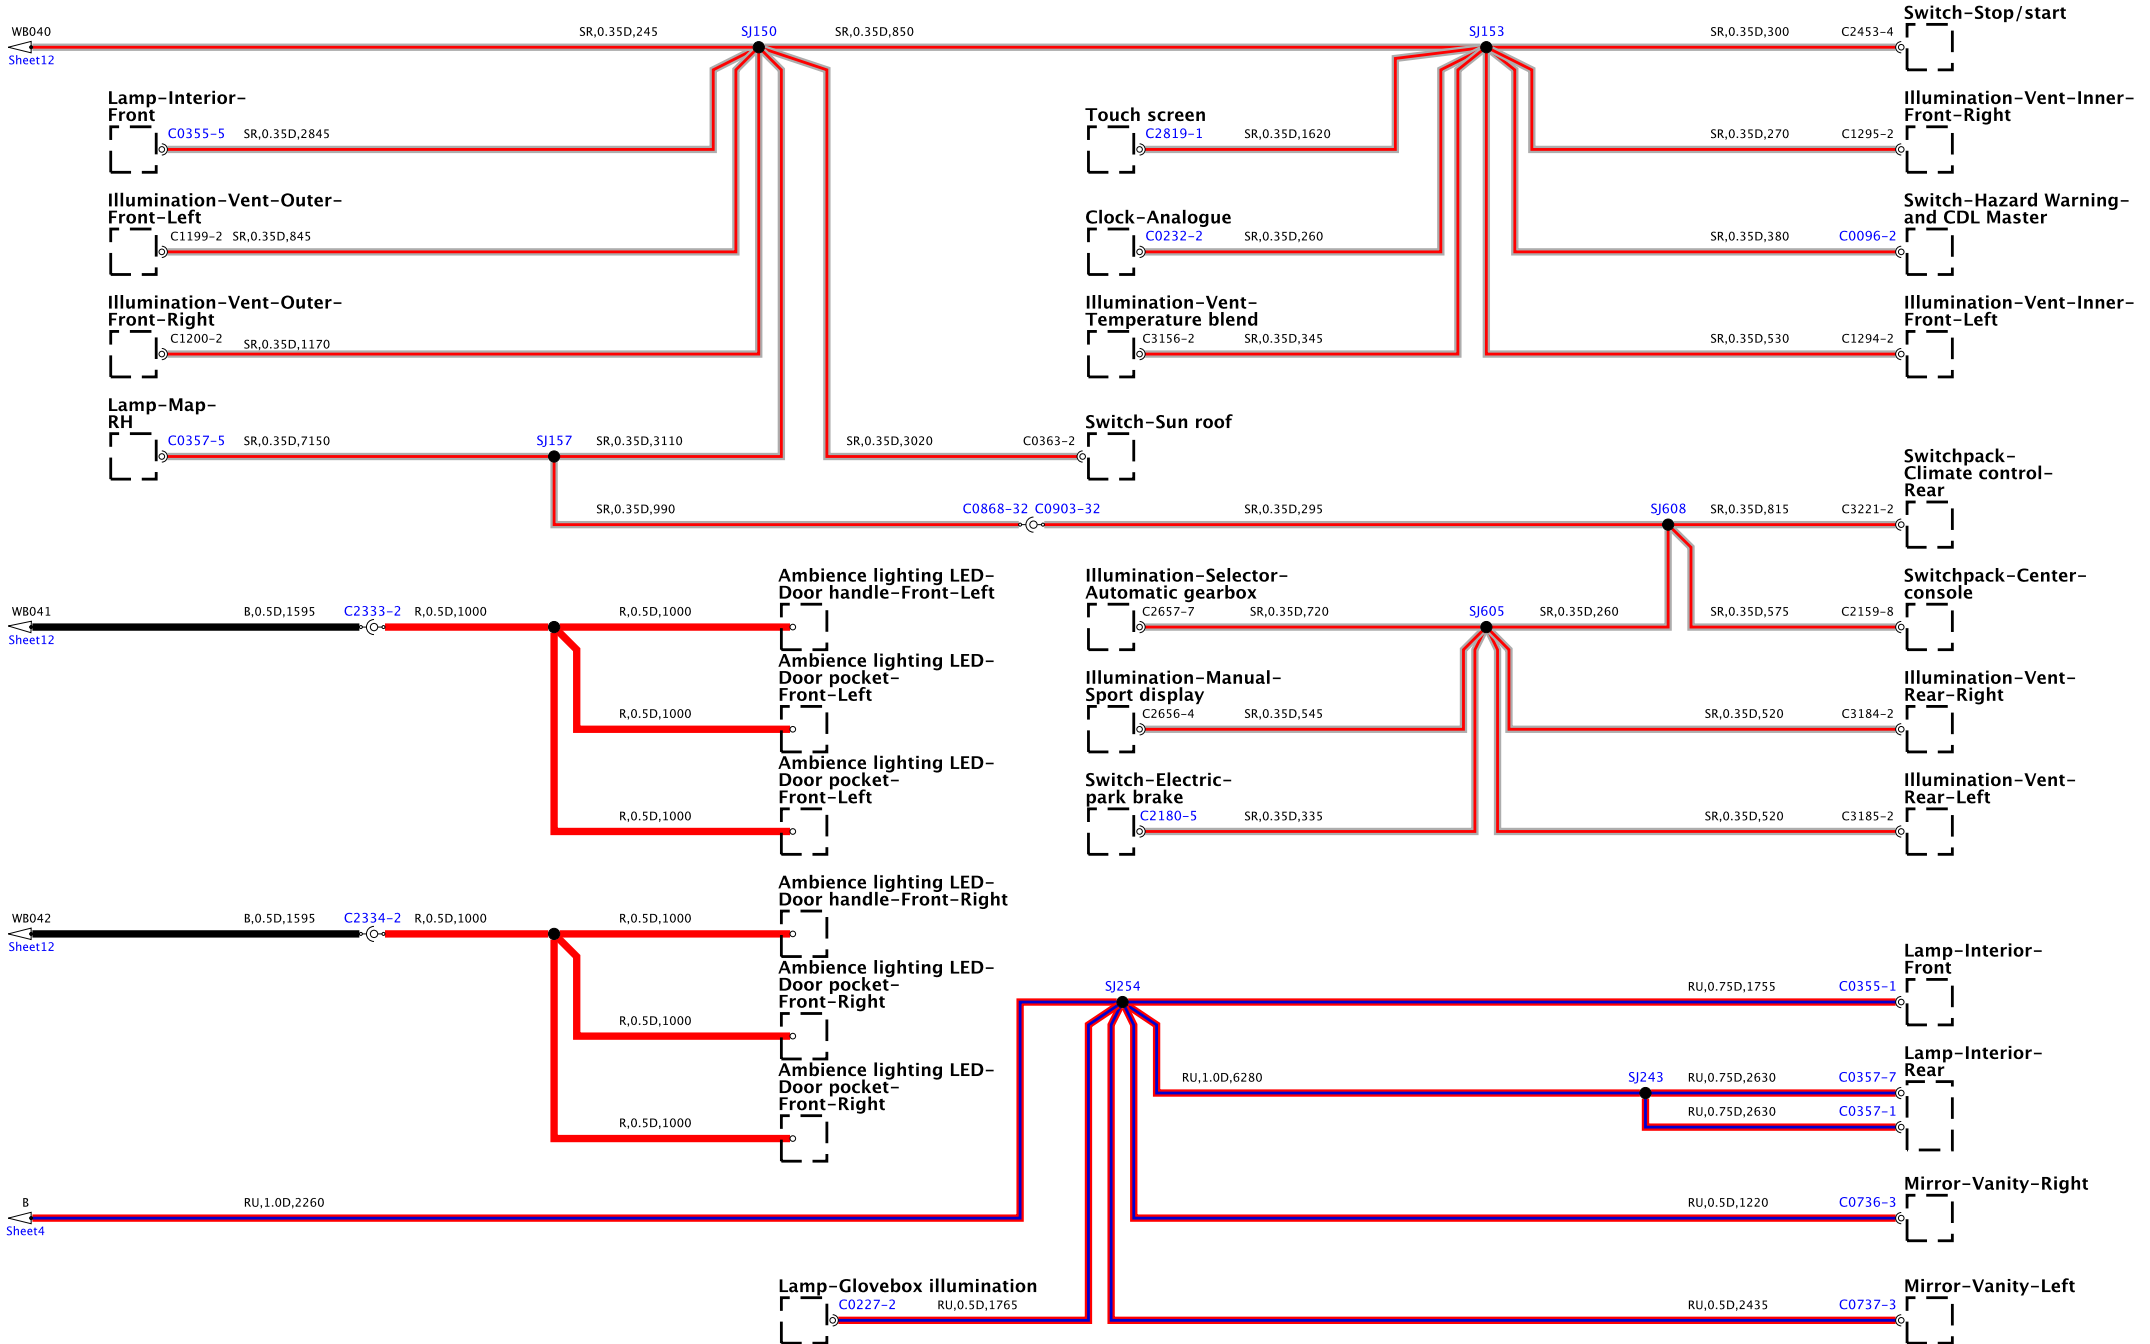 WB040
Sheet12
SR,0.35D,245
SJ150
SR,0.35D,850
SJ153
SR,0.35D,300
C2453-4
Switch-Stop/start
Lamp-Interior-
Front
C0355-5
SR,0.35D,2845
Touch screen
C2819-1
SR,0.35D,1620
SR,0.35D,270
C1295-2
Illumination-Vent-Inner-
Front-Right
Illumination-Vent-Outer-
Front-Left
C1199-2
SR,0.35D,845
Clock-Analogue
C0232-2
SR,0.35D,260
SR,0.35D,380
C0096-2
Switch-Hazard Warning-
and CDL Master
Illumination-Vent-Outer-
Front-Right
C1200-2
SR,0.35D,1170
Illumination-Vent-
Temperature blend
C3156-2
SR,0.35D,345
SR,0.35D,530
C1294-2
Illumination-Vent-Inner-
Front-Left
Lamp-Map-
RH
C0357-5
SR,0.35D,7150
SJ157
SR,0.35D,3110
SR,0.35D,3020
C0363-2
Switch-Sun roof
SR,0.35D,990
C0868-32
C0903-32
SR,0.35D,295
SJ608
SR,0.35D,815
C3221-2
Switchpack-
Climate control-
Rear
WB041
Sheet12
B,0.5D,1595
C2333-2
R,0.5D,1000
R,0.5D,1000
Ambience lighting LED-
Door handle-Front-Left
Illumination-Selector-
Automatic gearbox
C2657-7
SR,0.35D,720
SJ605
SR,0.35D,260
SR,0.35D,575
C2159-8
Switchpack-Center-
console
Ambience lighting LED-
Door pocket-
Front-Left
R,0.5D,1000
Illumination-Manual-
Sport display
C2656-4
SR,0.35D,545
SR,0.35D,520
C3184-2
Illumination-Vent-
Rear-Right
Ambience lighting LED-
Door pocket-
Front-Left
R,0.5D,1000
Switch-Electric-
park brake
C2180-5
SR,0.35D,335
SR,0.35D,520
C3185-2
Illumination-Vent-
Rear-Left
WB042
Sheet12
B,0.5D,1595
C2334-2
R,0.5D,1000
R,0.5D,1000
Ambience lighting LED-
Door handle-Front-Right
Ambience lighting LED-
Door pocket-
Front-Right
R,0.5D,1000
SJ254
RU,0.75D,1755
C0355-1
Lamp-Interior-
Front
Ambience lighting LED-
Door pocket-
Front-Right
R,0.5D,1000
RU,1.0D,6280
SJ243
RU,0.75D,2630
C0357-7
RU,0.75D,2630
C0357-1
Lamp-Interior-
Rear
B
Sheet4
RU,1.0D,2260
RU,0.5D,1220
C0736-3
Mirror-Vanity-Right
Lamp-Glovebox illumination
C0227-2
RU,0.5D,1765
RU,0.5D,2435
C0737-3
Mirror-Vanity-Left